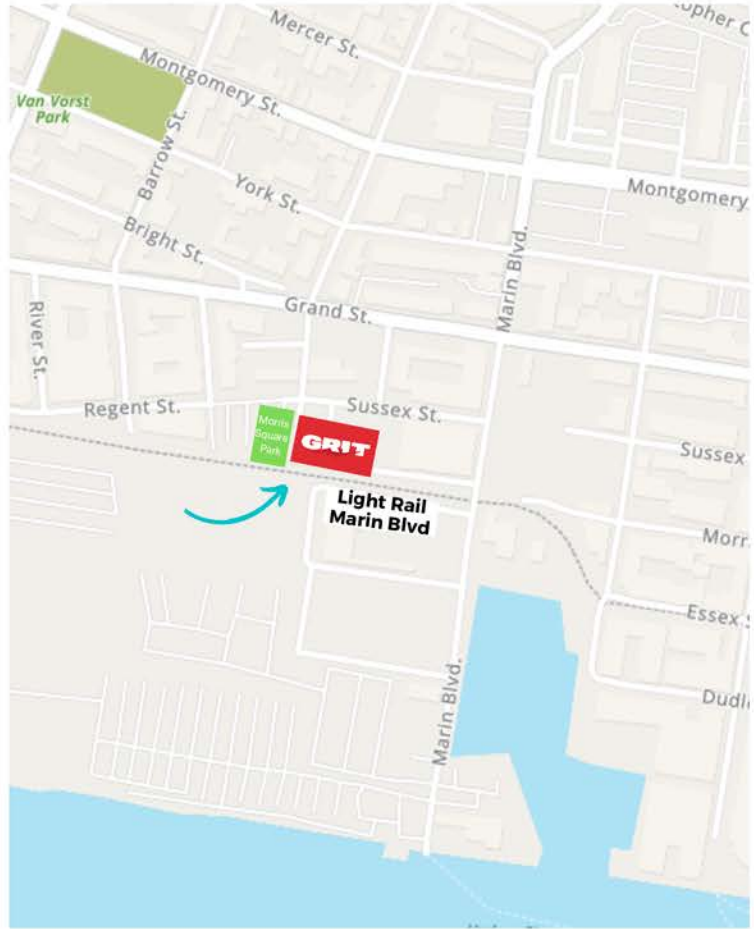 Mercer St.
Montgomery St.
Van Vorst
Park
Barrow St.
York St.
Montgomery
Bright St.
Marin Blvd.
Grand St.
River St.
Regent St.
Sussex St.
Morris
Square
Park
GRIT
Sussex
Light Rail
Marin Blvd
Morr
Essex S
Marin Blvd.
Dudl